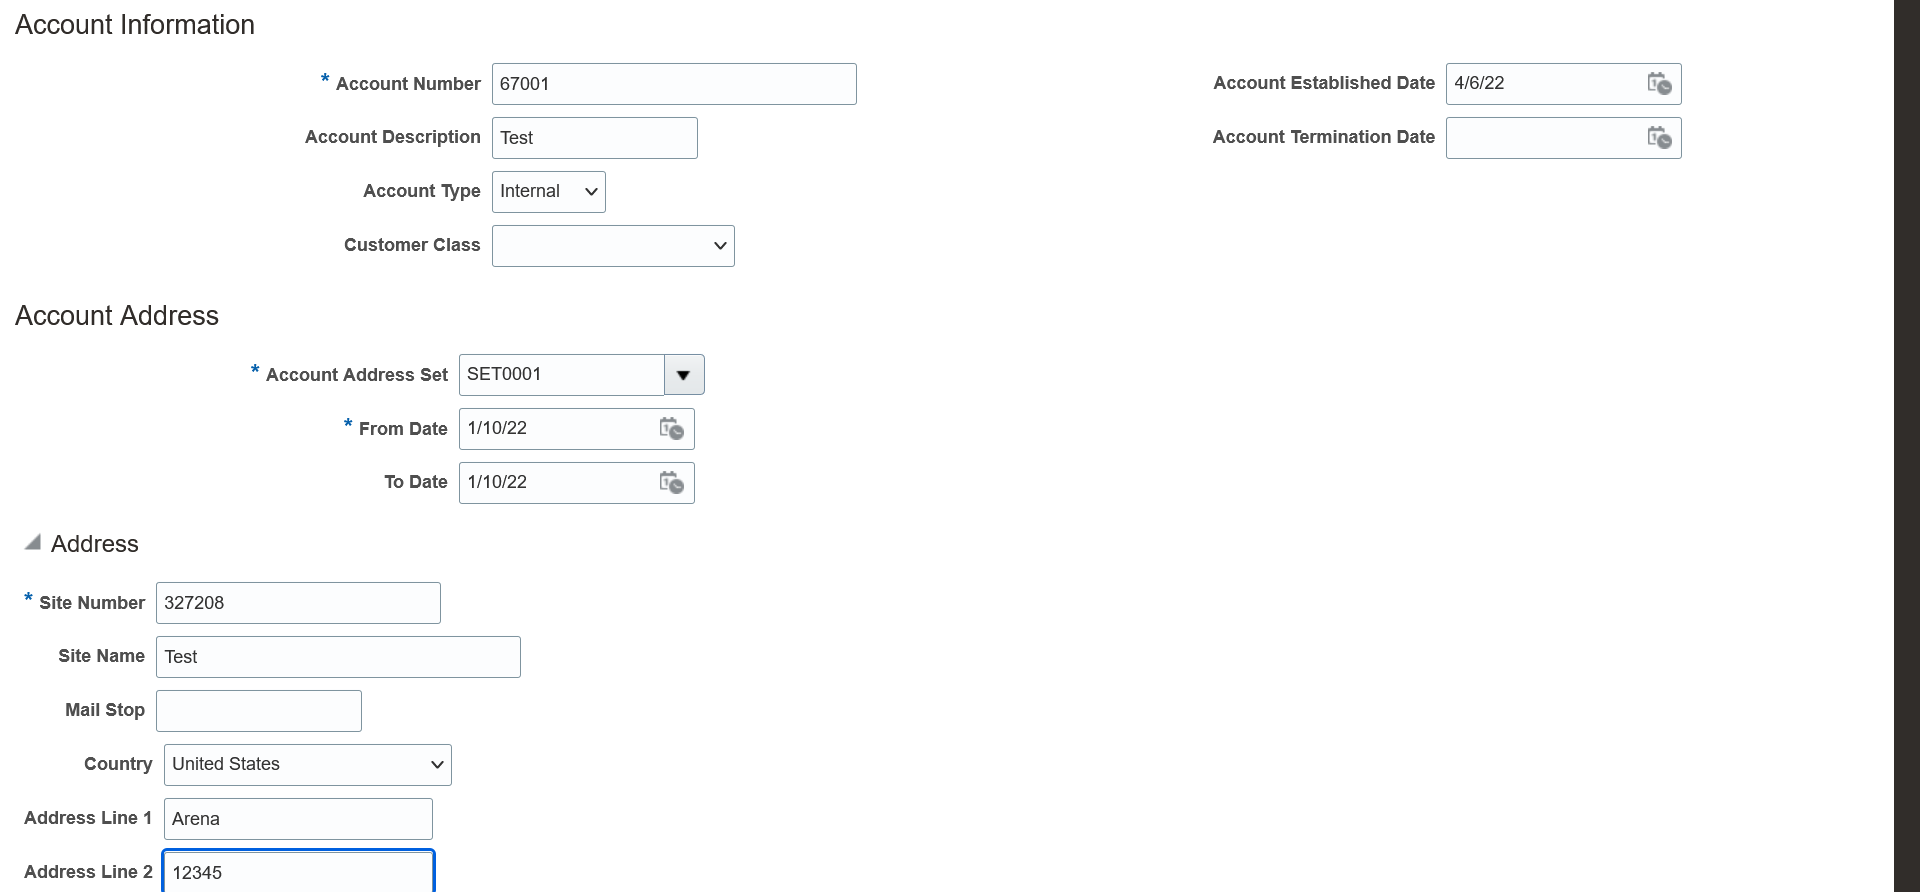 Account Information
* Account Number 67001
Account Established Date 4/6/22
Account Description Test
Account Termination Date
Account Type Internal
Customer Class
Account Address
* Account Address Set SET0001
* From Date 1/10/22
To Date 1/10/22
Address
* Site Number 327208
Site Name Test
Mail Stop
Country United States
Address Line 1 Arena
Address Line 2 12345